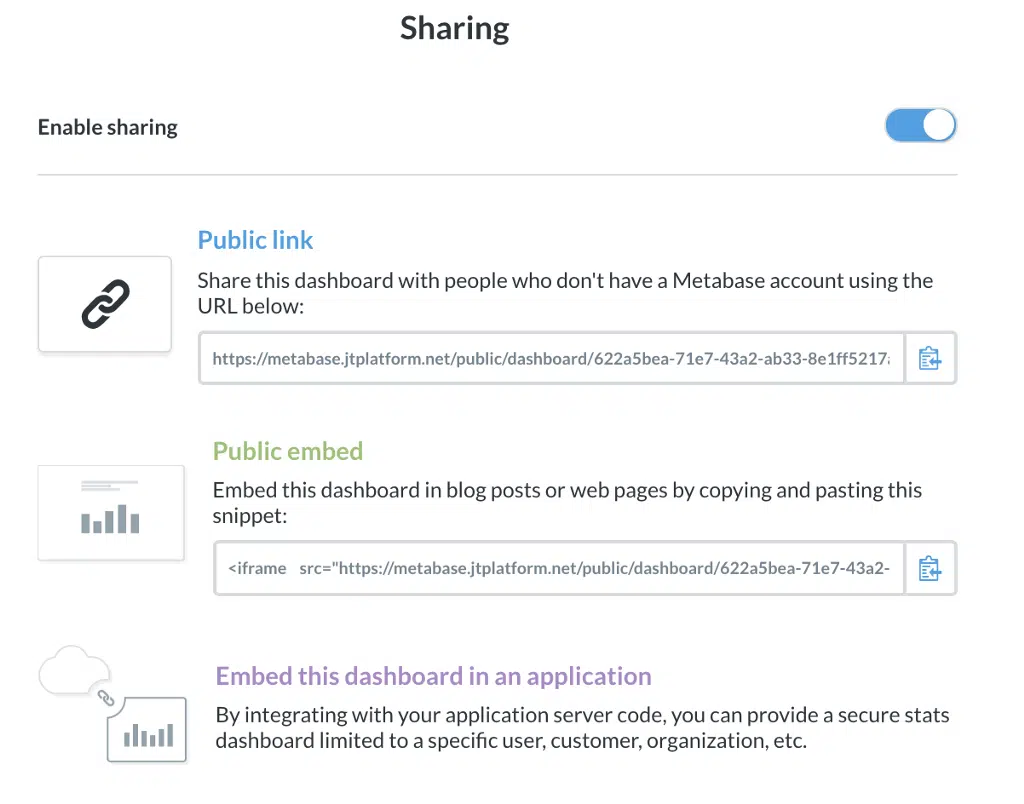 Sharing
Enable sharing
Public link
Share this dashboard with people who don't have a Metabase account using the
URL below:
https://metabase.jtplatform.net/public/dashboard/622a5bea-71e7-43a2-ab33-8e1ff5217
Public embed
Embed this dashboard in blog posts or web pages by copying and pasting this
snippet:
<iframe src="https://metabase.jtplatform.net/public/dashboard/622a5bea-71e7-43a2-
Embed this dashboard in an application
By integrating with your application server code, you can provide a secure stats
dashboard limited to a specific user, customer, organization, etc.